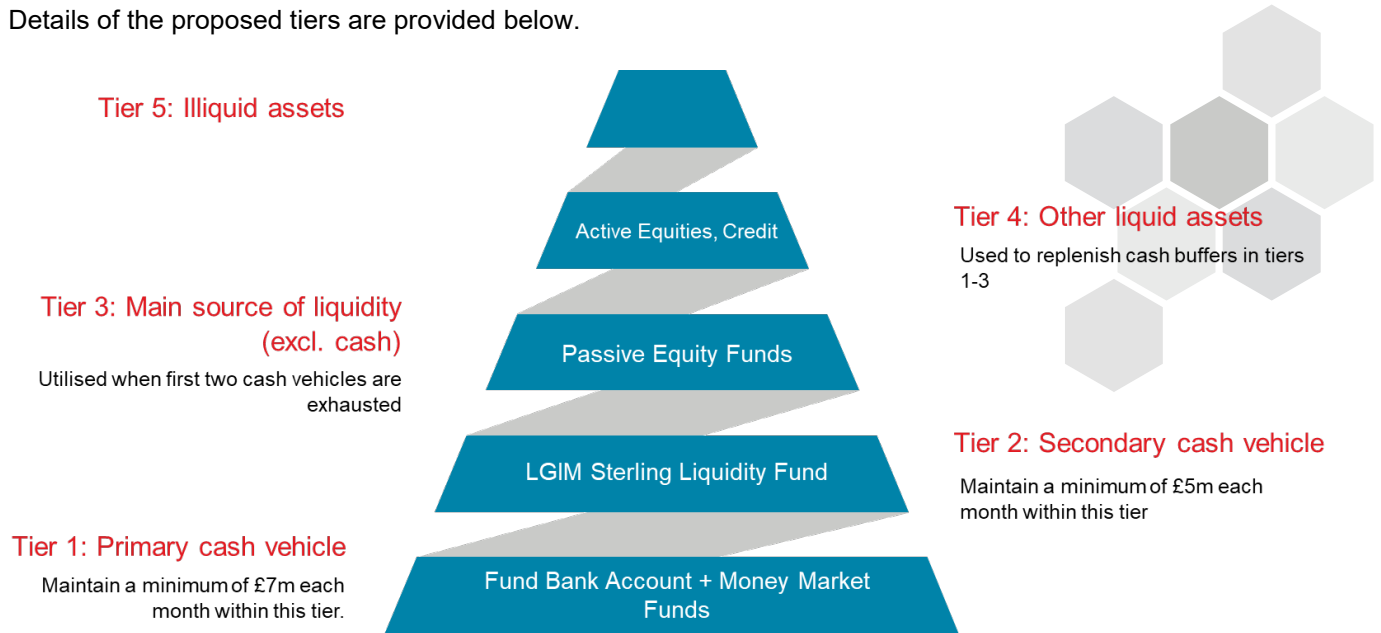 Details of the proposed tiers are provided below.
Tier 5: Illiquid assets
Active Equities, Credit
Tier 4: Other liquid assets
Used to replenish cash buffers in tiers
1-3
Tier 3: Main source of liquidity
(excl. cash)
Utilised when first two cash vehicles are
exhausted
Passive Equity Funds
LGIM Sterling Liquidity Fund
Tier 2: Secondary cash vehicle
Maintain a minimum of £5m each
month within this tier
Tier 1: Primary cash vehicle
Maintain a minimum of £7m each
month within this tier.
Fund Bank Account + Money Market
Funds